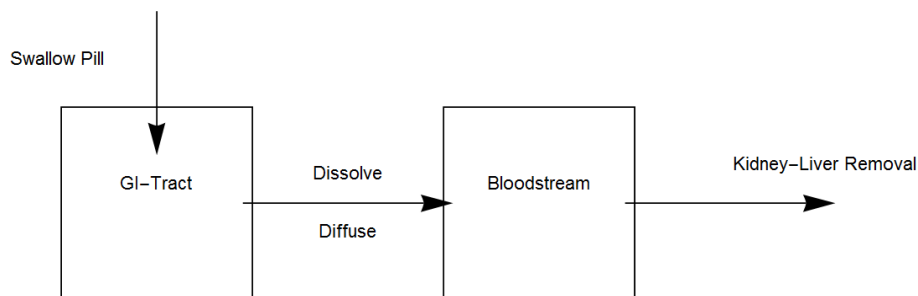 Swallow Pill
GI–Tract
Dissolve
Diffuse
Bloodstream
Kidney–Liver Removal